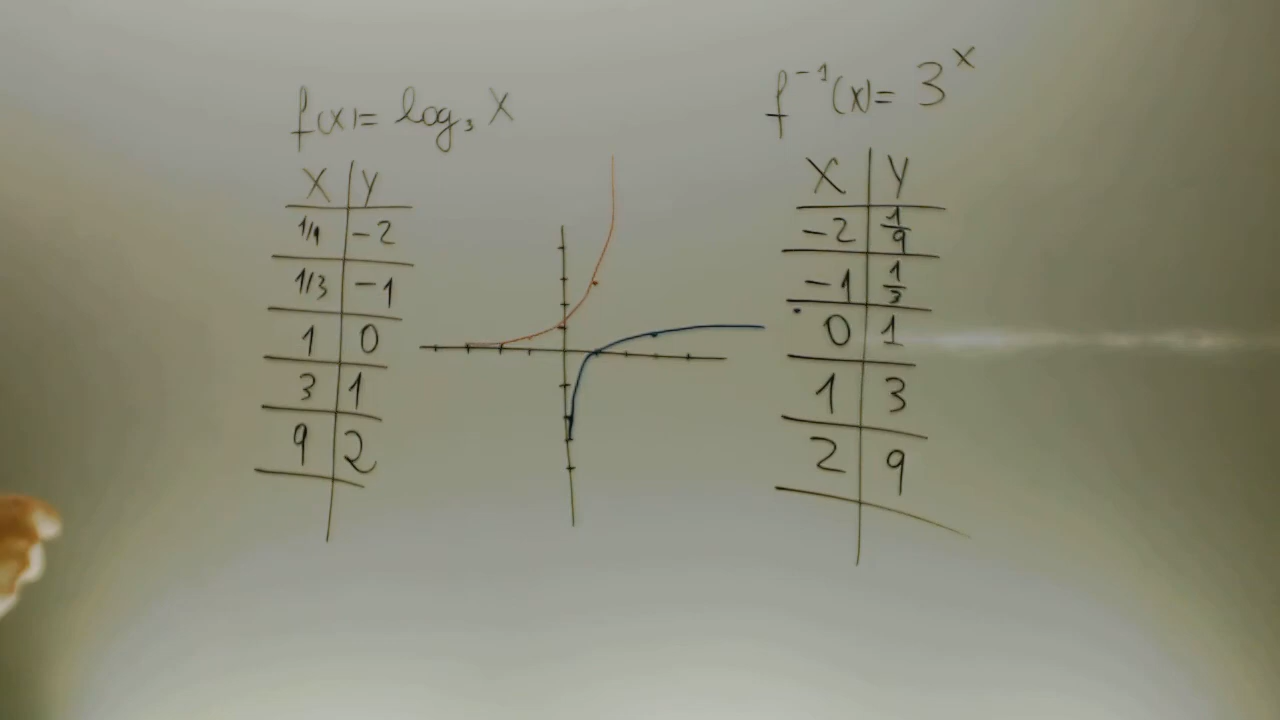 f(x)= log₃ X
X Y
1/9 -2
1/3 -1
1 0
3 1
9 2
f⁻¹(x)= 3ˣ
X Y
-2 1/9
-1 1/3
0 1
1 3
2 9